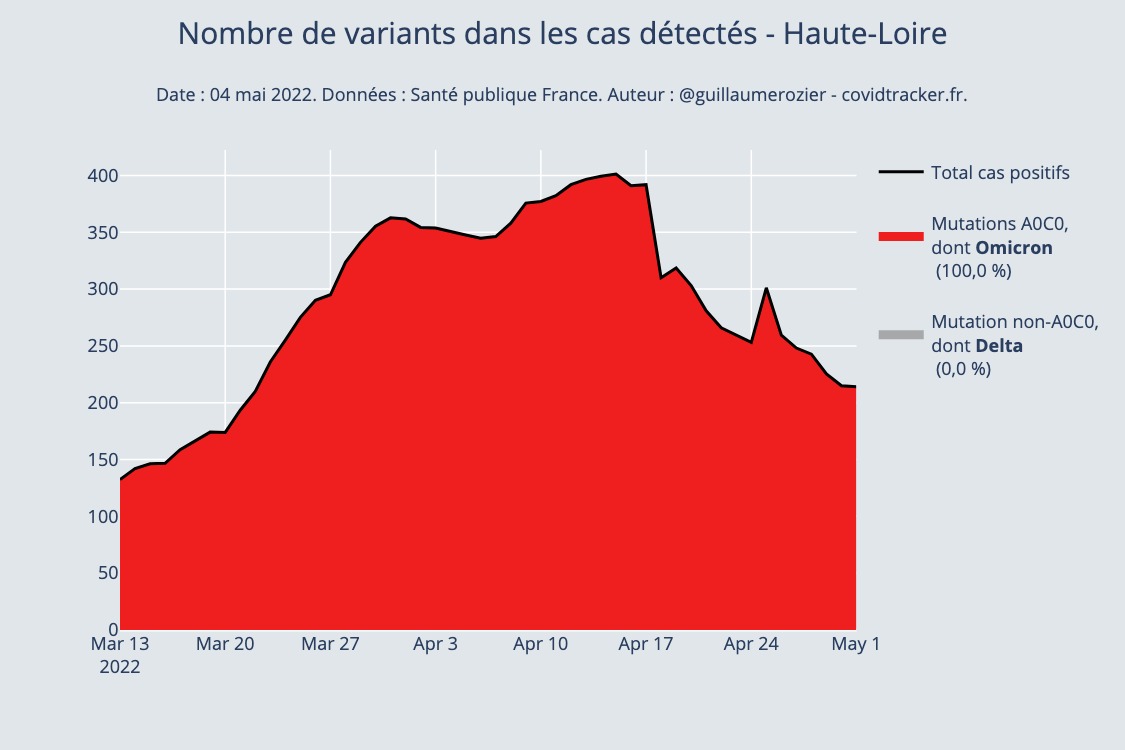 Nombre de variants dans les cas détectés - Haute-Loire
Date : 04 mai 2022. Données : Santé publique France. Auteur : @guillaumerozier - covidtracker.fr.
400
350
300
250
200
150
100
50
0
Mar 13
2022
Mar 20
Mar 27
Apr 3
Apr 10
Apr 17
Apr 24
May 1
Total cas positifs
Mutations A0C0,
dont Omicron
(100,0 %)
Mutation non-A0C0,
dont Delta
(0,0 %)